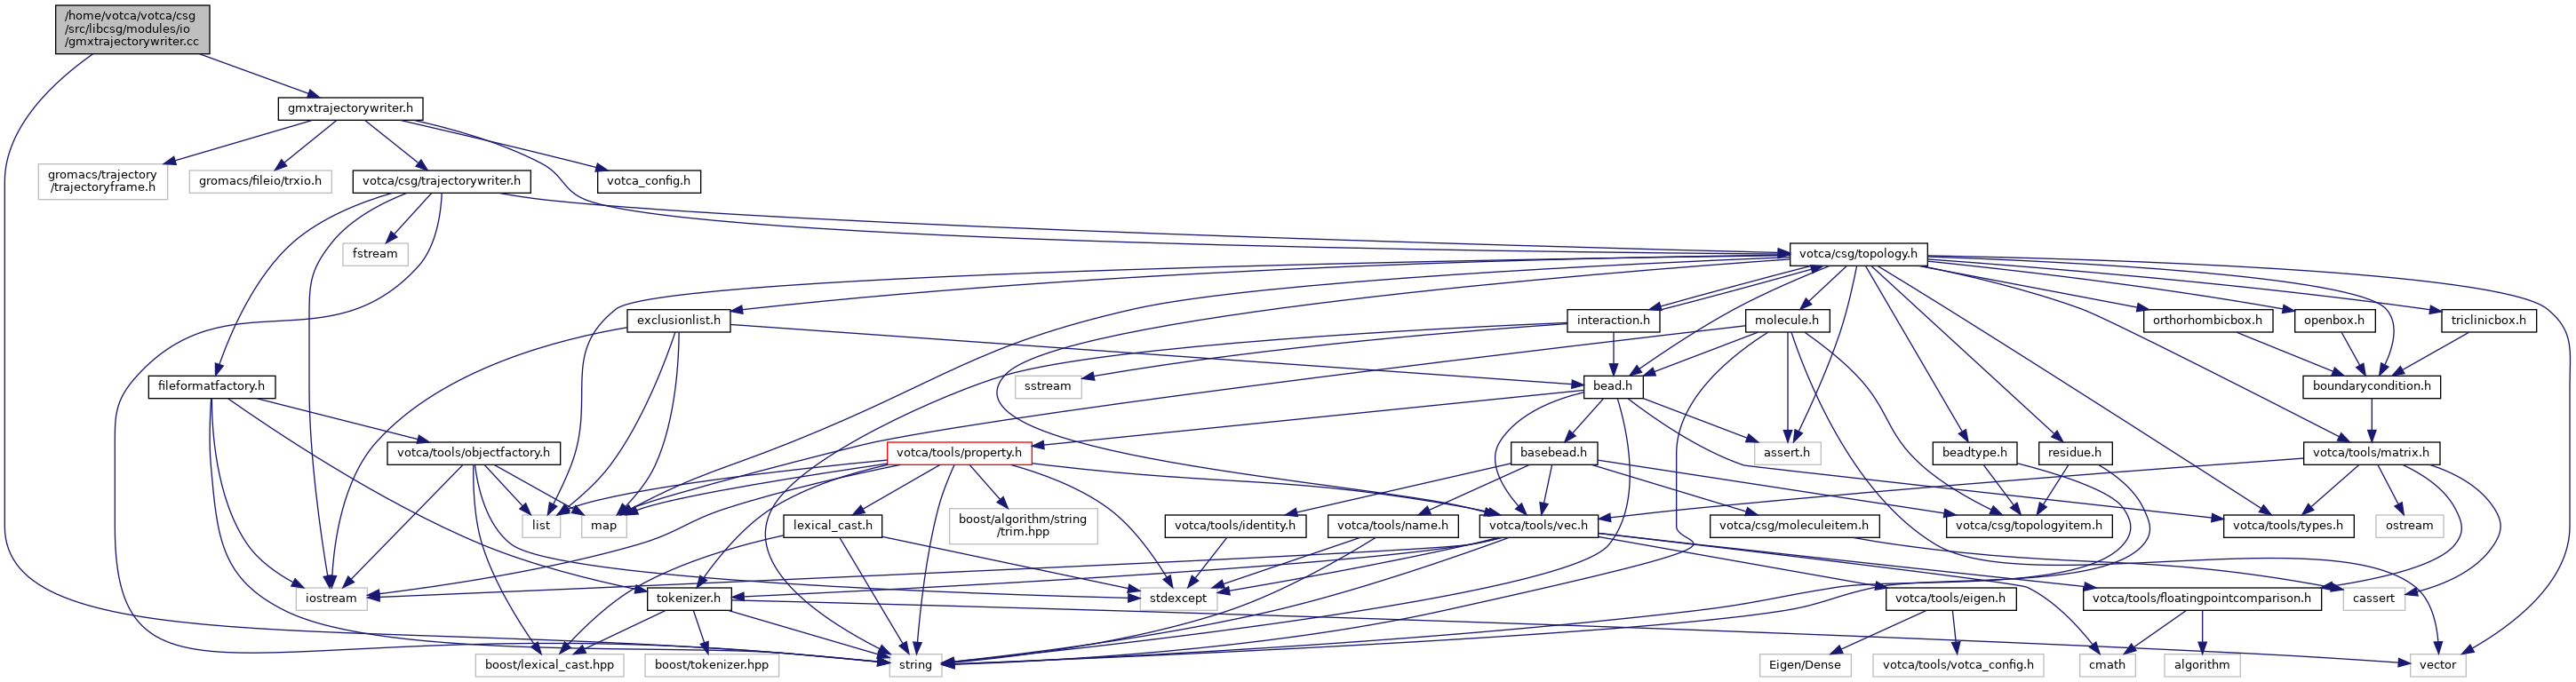 /home/votca/votca/csg
/src/libcsg/modules/io
/gmxtrajectorywriter.cc
gmxtrajectorywriter.h
gromacs/trajectory
/trajectoryframe.h
gromacs/fileio/trxio.h
votca/csg/trajectorywriter.h
votca_config.h
fstream
votca/csg/topology.h
exclusionlist.h
interaction.h
molecule.h
orthorhombicbox.h
openbox.h
triclinicbox.h
fileformatfactory.h
sstream
bead.h
boundarycondition.h
votca/tools/objectfactory.h
votca/tools/property.h
basebead.h
assert.h
beadtype.h
residue.h
votca/tools/matrix.h
list
map
lexical_cast.h
boost/algorithm/string
/trim.hpp
votca/tools/identity.h
votca/tools/name.h
votca/tools/vec.h
votca/csg/moleculeitem.h
votca/csg/topologyitem.h
votca/tools/types.h
ostream
iostream
tokenizer.h
stdexcept
votca/tools/eigen.h
votca/tools/floatingpointcomparison.h
cassert
boost/lexical_cast.hpp
boost/tokenizer.hpp
string
Eigen/Dense
votca/tools/votca_config.h
cmath
algorithm
vector